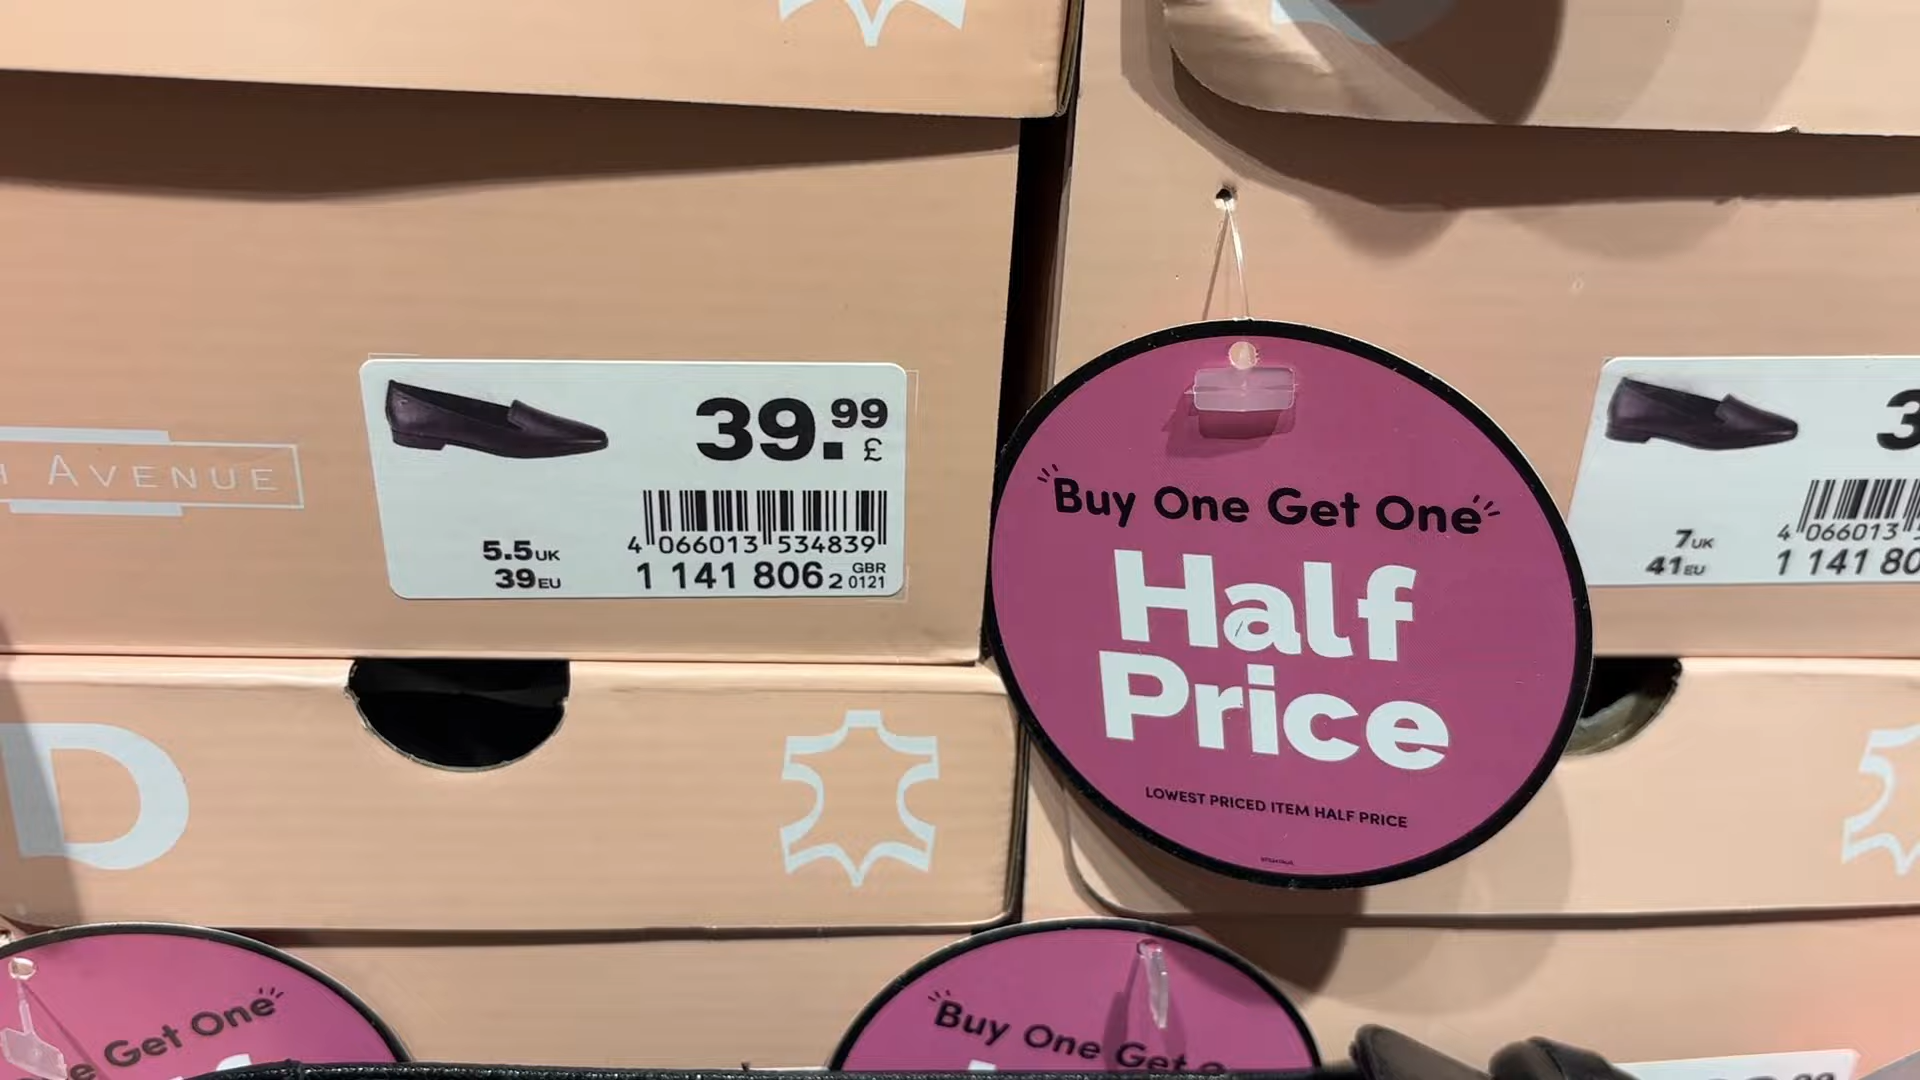 AVENUE
39.99
£
5.5UK
39EU
4 066013 534839
1 141 806 2 GBR 0121
Buy One Get One
Half
Price
LOWEST PRICED ITEM HALF PRICE
7UK
41EU
4 066013
1 141 80
D
Get One
Buy One Get